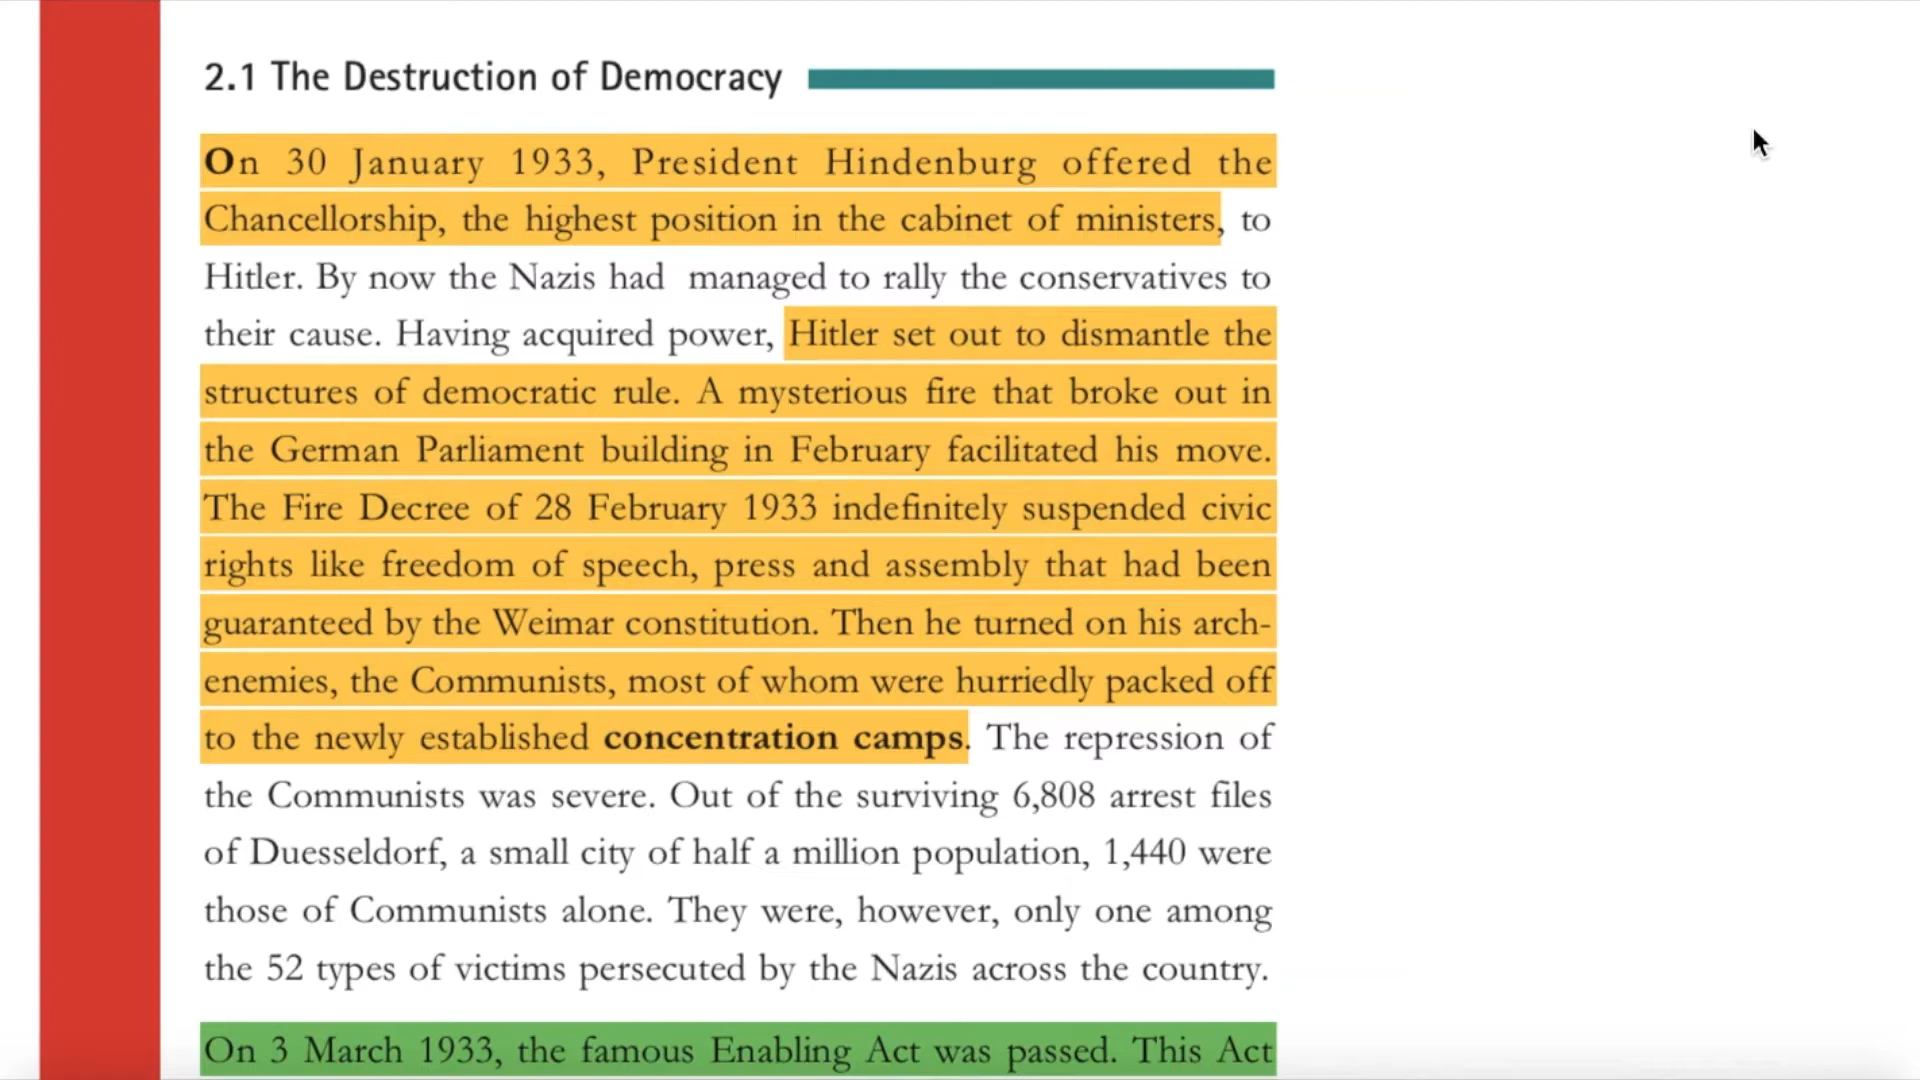 2.1 The Destruction of Democracy
On 30 January 1933, President Hindenburg offered the
Chancellorship, the highest position in the cabinet of ministers, to
Hitler. By now the Nazis had managed to rally the conservatives to
their cause. Having acquired power, Hitler set out to dismantle the
structures of democratic rule. A mysterious fire that broke out in
the German Parliament building in February facilitated his move.
The Fire Decree of 28 February 1933 indefinitely suspended civic
rights like freedom of speech, press and assembly that had been
guaranteed by the Weimar constitution. Then he turned on his arch-
enemies, the Communists, most of whom were hurriedly packed off
to the newly established concentration camps. The repression of
the Communists was severe. Out of the surviving 6,808 arrest files
of Duesseldorf, a small city of half a million population, 1,440 were
those of Communists alone. They were, however, only one among
the 52 types of victims persecuted by the Nazis across the country.
On 3 March 1933, the famous Enabling Act was passed. This Act